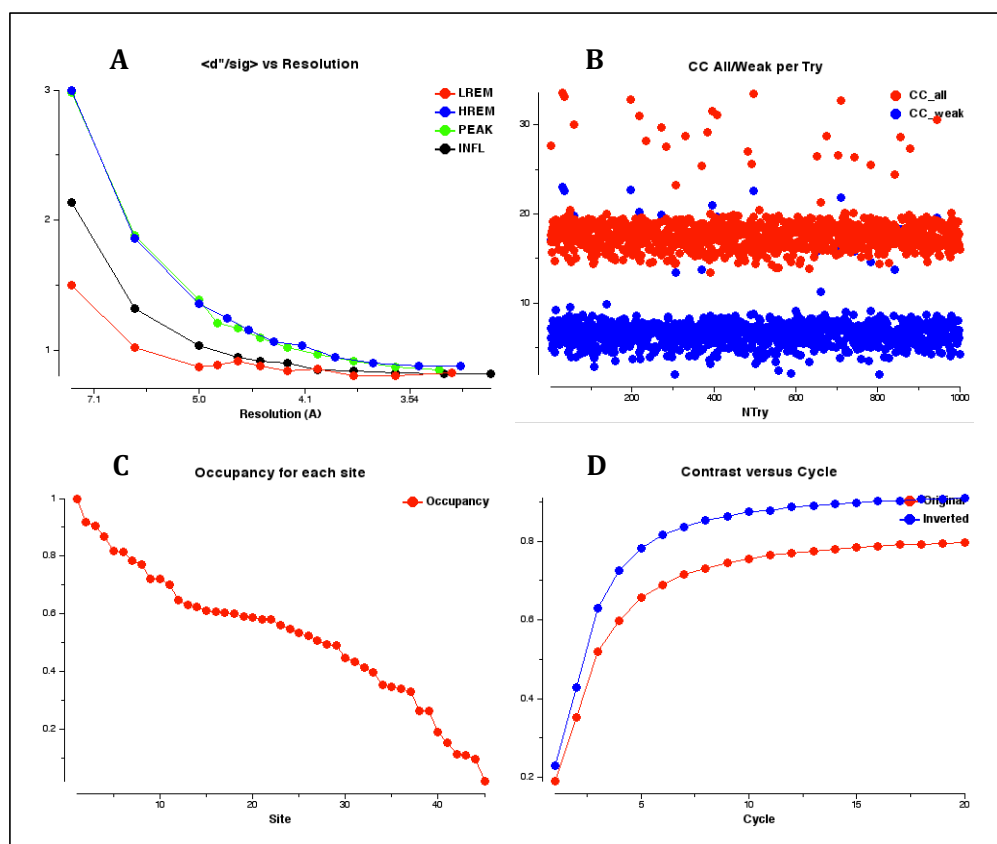 A
<d"/sig> vs Resolution
LREM
HREM
PEAK
INFL
3
2
1
7.1
5.0
4.1
3.54
Resolution (A)
B
CC All/Weak per Try
CC_all
CC_weak
30
20
10
200
400
600
800
1000
NTry
C
Occupancy for each site
Occupancy
1
0.8
0.6
0.4
0.2
10
20
30
40
Site
D
Contrast versus Cycle
Original
Inverted
0.8
0.6
0.4
0.2
5
10
15
20
Cycle